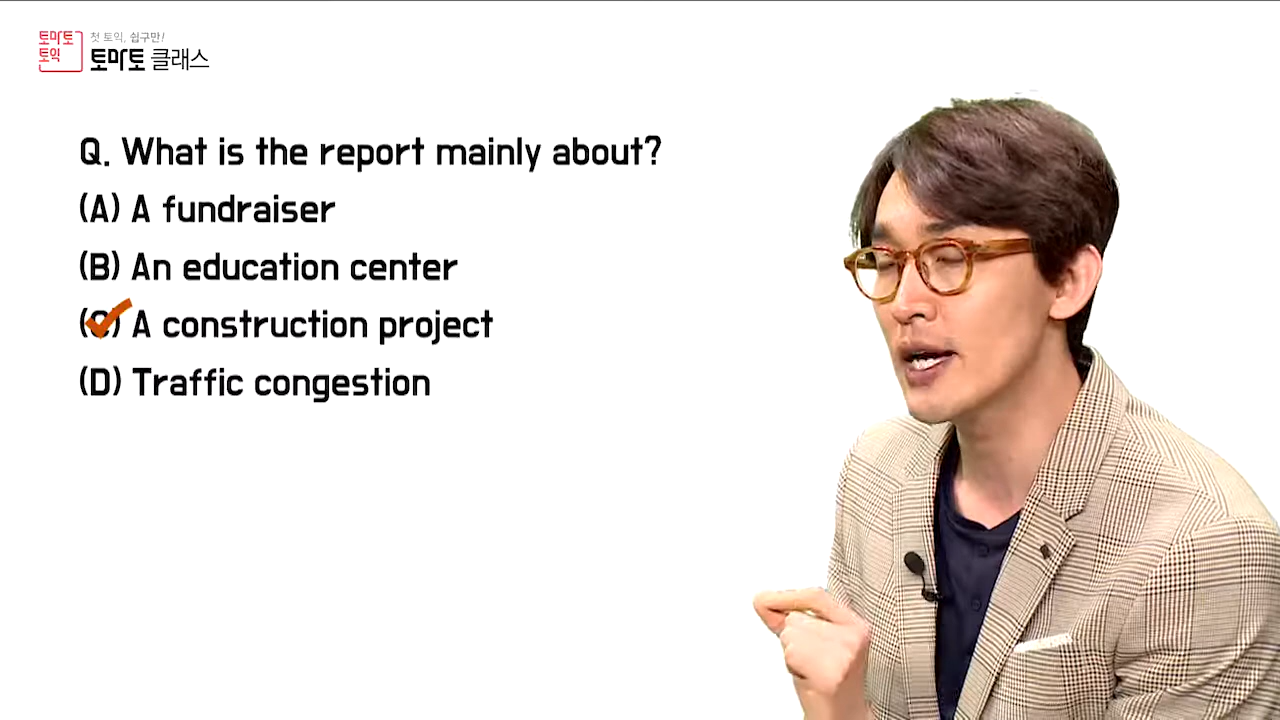 토마토
토익
첫 토익, 쉽구만!
토마토 클래스
Q. What is the report mainly about?
(A) A fundraiser
(B) An education center
(C) A construction project
(D) Traffic congestion